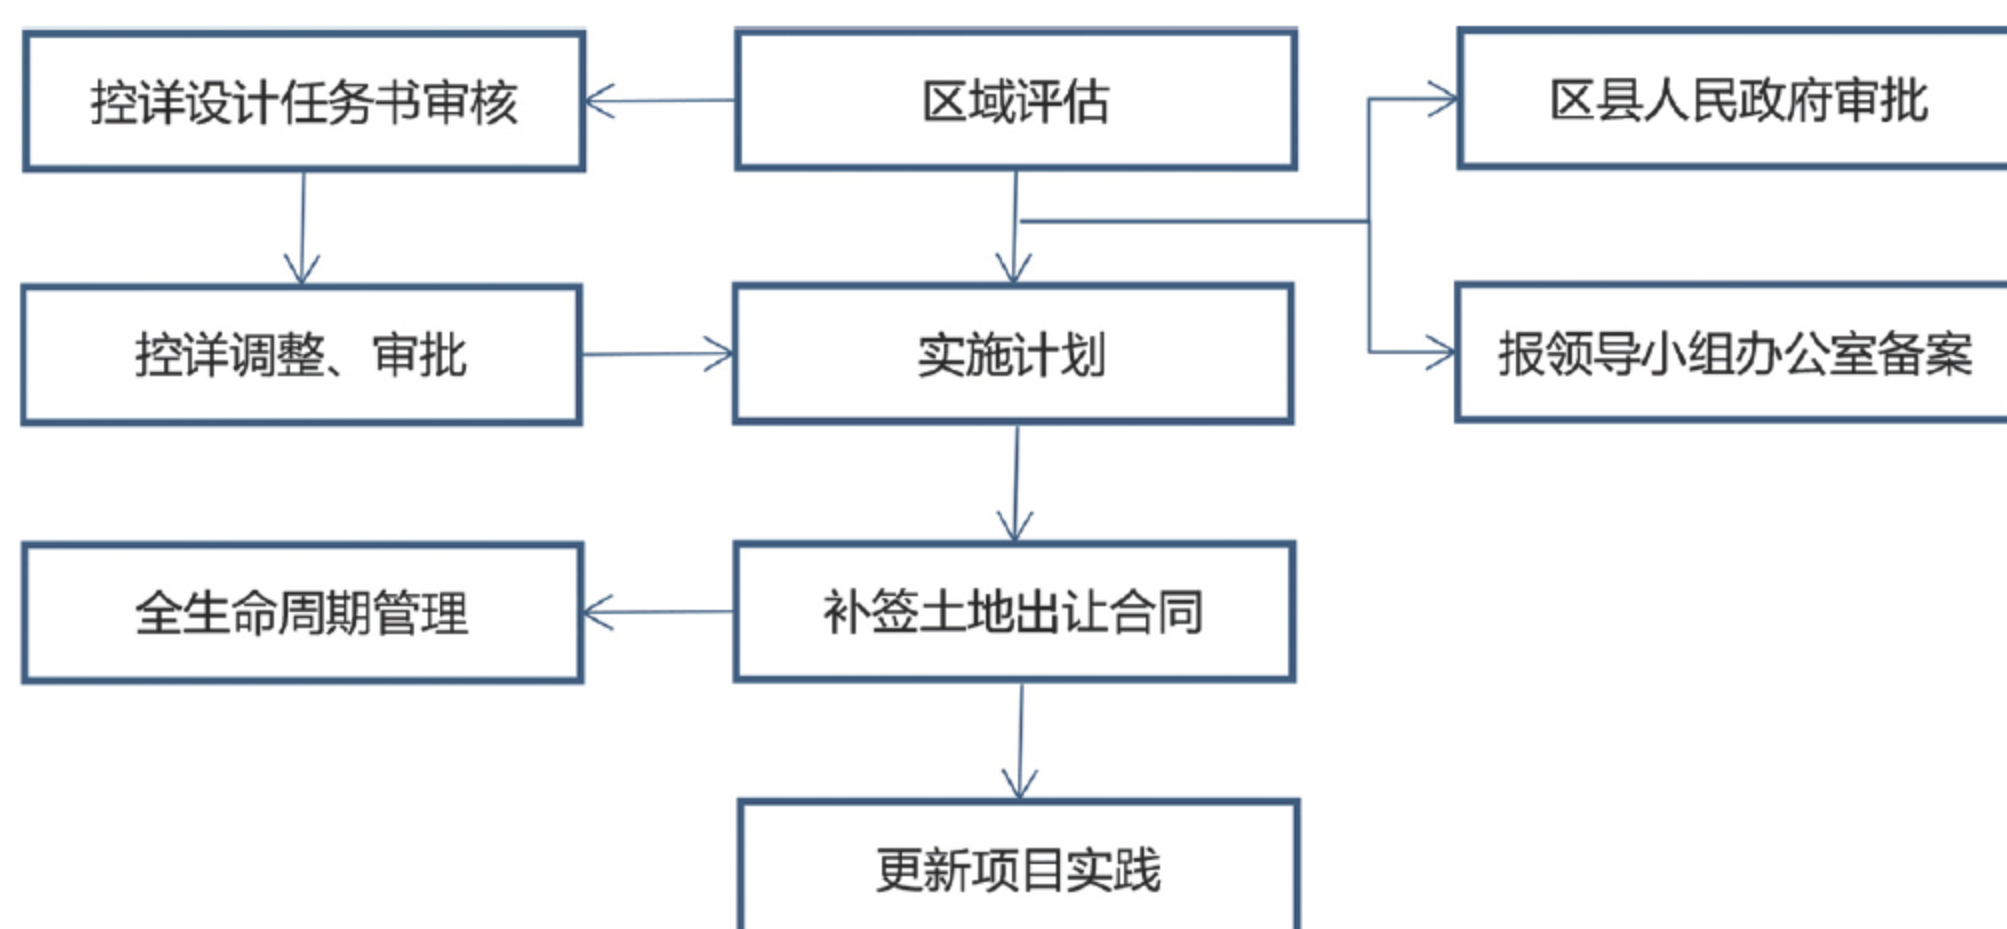 控详设计任务书审核
区域评估
区县人民政府审批
控详调整、审批
实施计划
报领导小组办公室备案
全生命周期管理
补签土地出让合同
更新项目实践